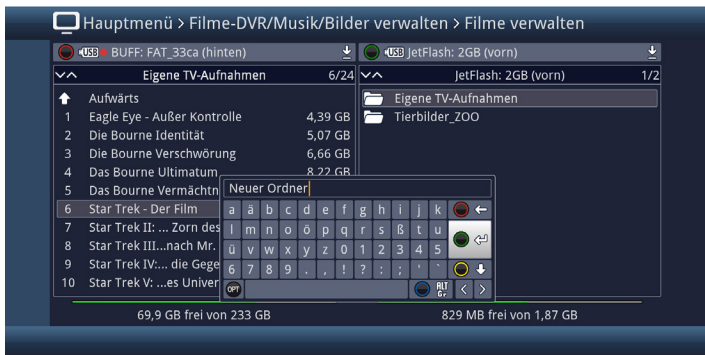 Hauptmenü > Filme-DVR/Musik/Bilder verwalten > Filme verwalten
USB BUFF: FAT_33ca (hinten)
USB JetFlash: 2GB (vorn)
Eigene TV-Aufnahmen 6/24
JetFlash: 2GB (vorn) 1/2
Aufwärts
1 Eagle Eye - Außer Kontrolle 4,39 GB
2 Die Bourne Identität 5,07 GB
3 Die Bourne Verschwörung 6,66 GB
4 Das Bourne Ultimatum 8,22 GB
5 Das Bourne Vermächtn
6 Star Trek - Der Film
7 Star Trek II: ... Zorn des
8 Star Trek III...nach Mr.
9 Star Trek IV:... die Gege
10 Star Trek V: ...es Univer
Eigene TV-Aufnahmen
Tierbilder_ZOO
Neuer Ordner
a ä b c d e f g h i j k
l m n o ö p q r s ß t u
ü v w x y z 0 1 2 3 4 5
6 7 8 9 . , ! ? : ; ' `
OPT ALT Gr < >
69,9 GB frei von 233 GB
829 MB frei von 1,87 GB